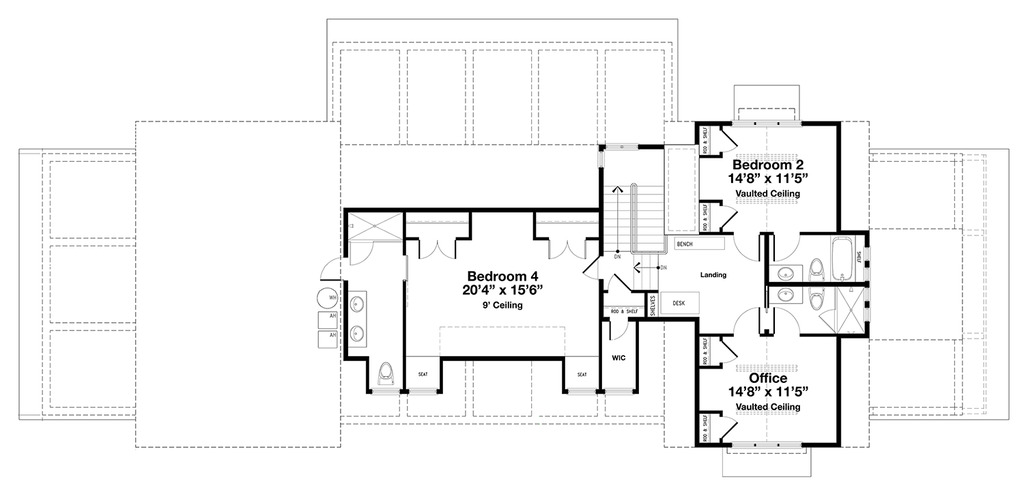 ROD & SHELF
Bedroom 2
14'8" x 11'5"
Vaulted Ceiling
ROD & SHELF
DN
BENCH
SHELF
Bedroom 4
20'4" x 15'6"
9' Ceiling
DN
Landing
WH
AH
AH
SHELVES
DESK
ROD & SHELF
WIC
SEAT
SEAT
ROD & SHELF
Office
14'8" x 11'5"
Vaulted Ceiling
ROD & SHELF